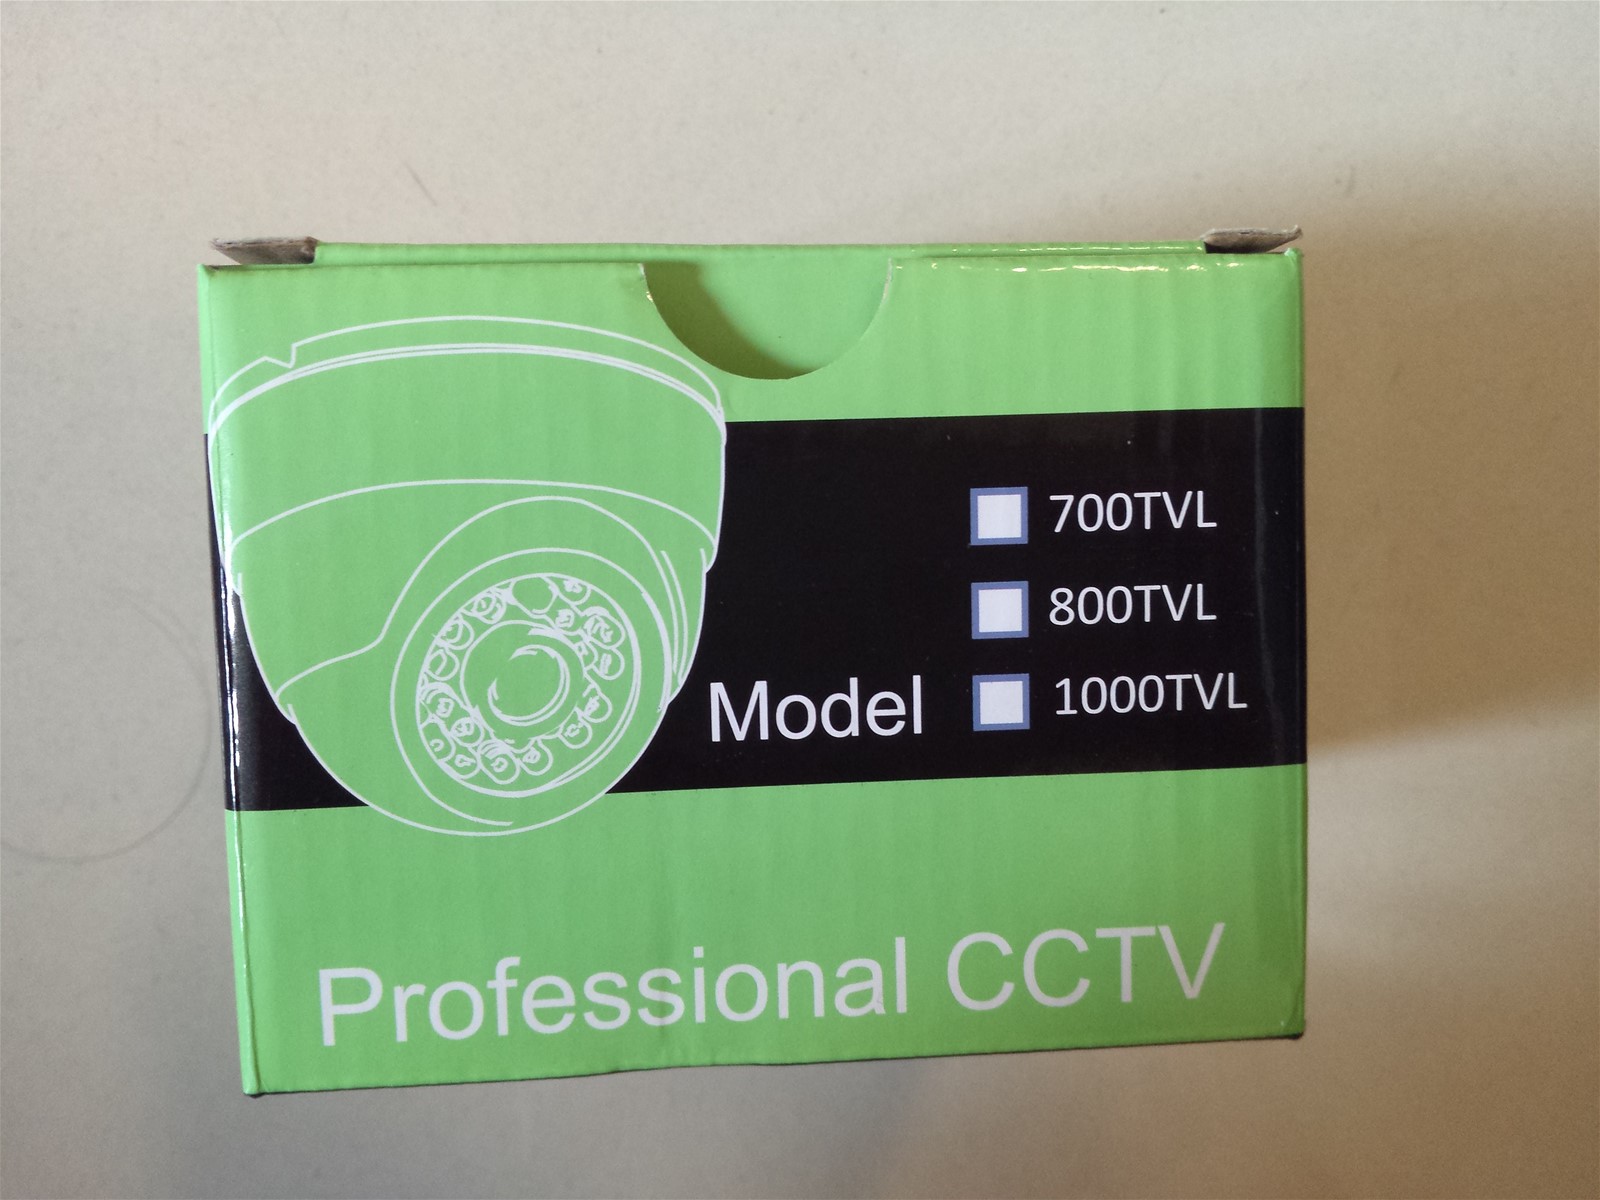 700TVL
800TVL
Model 1000TVL
Professional CCTV